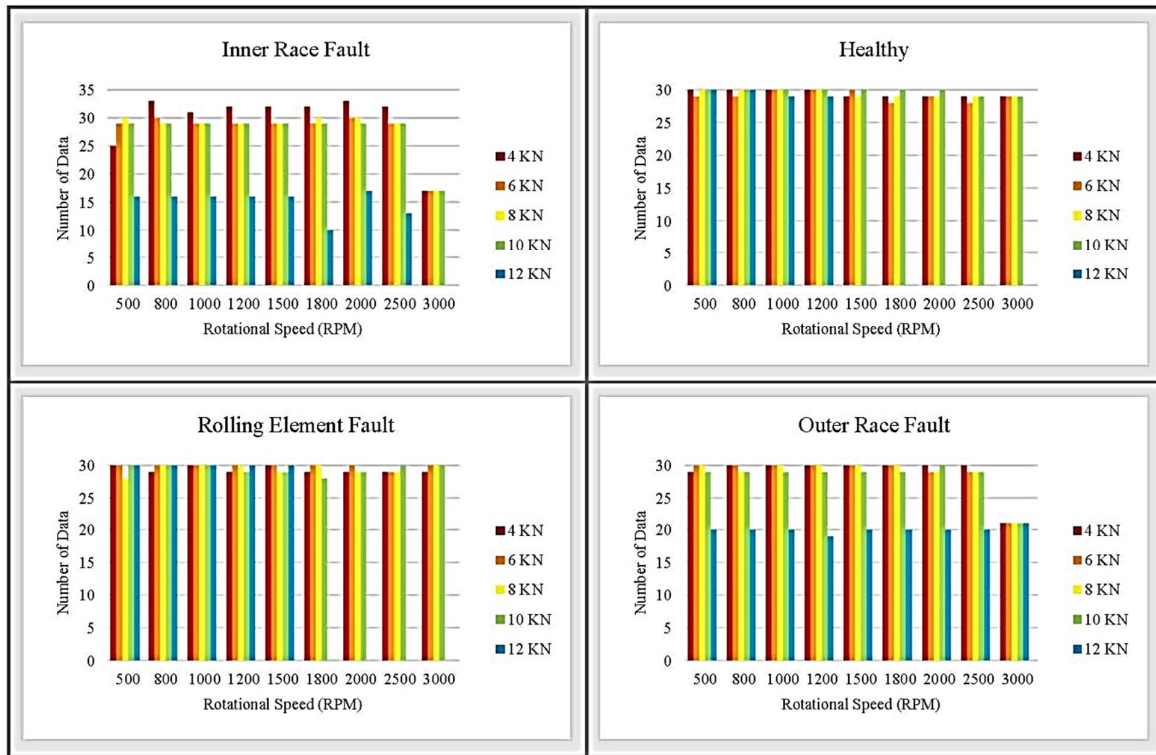 Inner Race Fault
Number of Data
35
30
25
20
15
10
5
0
500 800 1000 1200 1500 1800 2000 2500 3000
Rotational Speed (RPM)
4 KN
6 KN
8 KN
10 KN
12 KN
Healthy
Number of Data
30
25
20
15
10
5
0
500 800 1000 1200 1500 1800 2000 2500 3000
Rotational Speed (RPM)
4 KN
6 KN
8 KN
10 KN
12 KN
Rolling Element Fault
Number of Data
30
25
20
15
10
5
0
500 800 1000 1200 1500 1800 2000 2500 3000
Rotational Speed (RPM)
4 KN
6 KN
8 KN
10 KN
12 KN
Outer Race Fault
Number of Data
30
25
20
15
10
5
0
500 800 1000 1200 1500 1800 2000 2500 3000
Rotational Speed (RPM)
4 KN
6 KN
8 KN
10 KN
12 KN